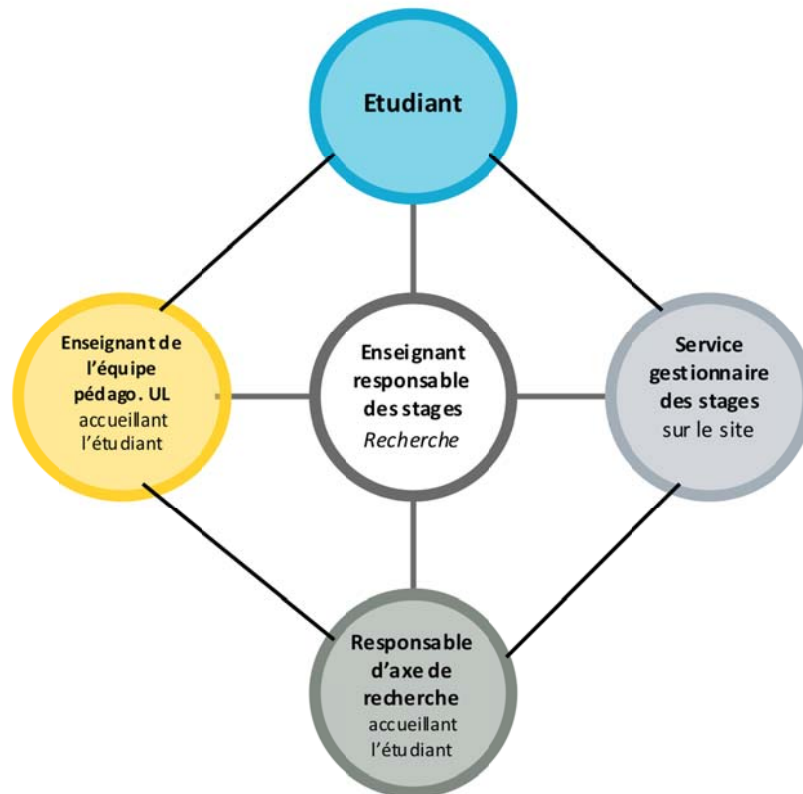 Etudiant
Enseignant de
l'équipe
pédago. UL
accueillant
l'étudiant
Enseignant
responsable
des stages
Recherche
Service
gestionnaire
des stages
sur le site
Responsable
d'axe de
recherche
accueillant
l'étudiant